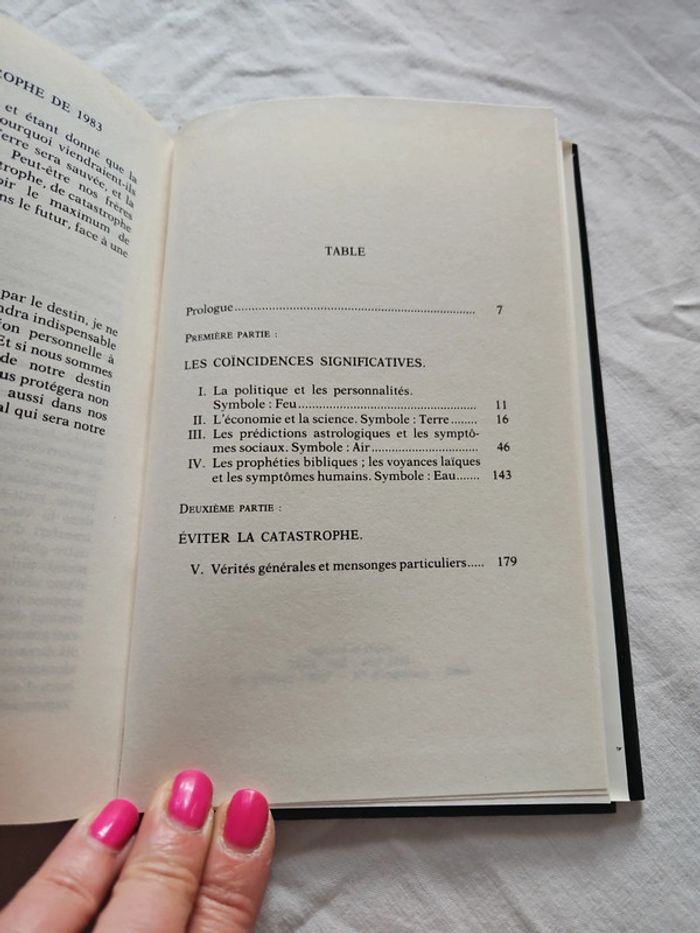 OPHE DE 1983
et étant donné que la
ourquoi viendraient-ils
erre sera sauvée, et la
Peut-être nos frères
trophe, de catastrophe
oir le maximum de
ns le futur, face à une
par le destin, je ne
ndra indispensable
on personnelle à
Et si nous sommes
de notre destin
us protégera non
aussi dans nos
al qui sera notre
TABLE
Prologue 7
PREMIÈRE PARTIE :
LES COÏNCIDENCES SIGNIFICATIVES.
I. La politique et les personnalités.
Symbole : Feu 11
II. L'économie et la science. Symbole : Terre 16
III. Les prédictions astrologiques et les symptô-
mes sociaux. Symbole : Air 46
IV. Les prophéties bibliques ; les voyances laïques
et les symptômes humains. Symbole : Eau 143
DEUXIÈME PARTIE :
ÉVITER LA CATASTROPHE.
V. Vérités générales et mensonges particuliers 179